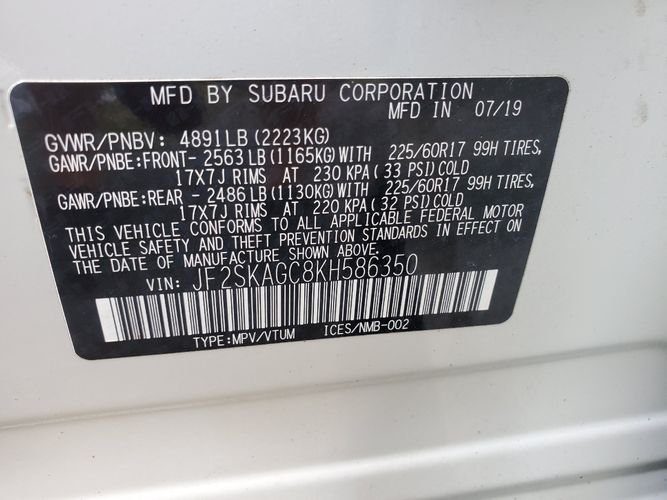 MFD BY SUBARU CORPORATION
MFD IN 07/19
GVWR/PNBV: 4891LB(2223KG)
GAWR/PNBE:FRONT- 2563LB(1165KG)WITH 225/60R17 99H TIRES,
17X7J RIMS AT 230 KPA(33 PSI)COLD
GAWR/PNBE:REAR - 2486LB(1130KG)WITH 225/60R17 99H TIRES,
17X7J RIMS AT 220 KPA(32 PSI)COLD
THIS VEHICLE CONFORMS TO ALL APPLICABLE FEDERAL MOTOR
VEHICLE SAFETY AND THEFT PREVENTION STANDARDS IN EFFECT ON
THE DATE OF MANUFACTURE SHOWN ABOVE.
VIN: JF2SKAGC8KH586350
TYPE:MPV/VTUM ICES/NMB-002